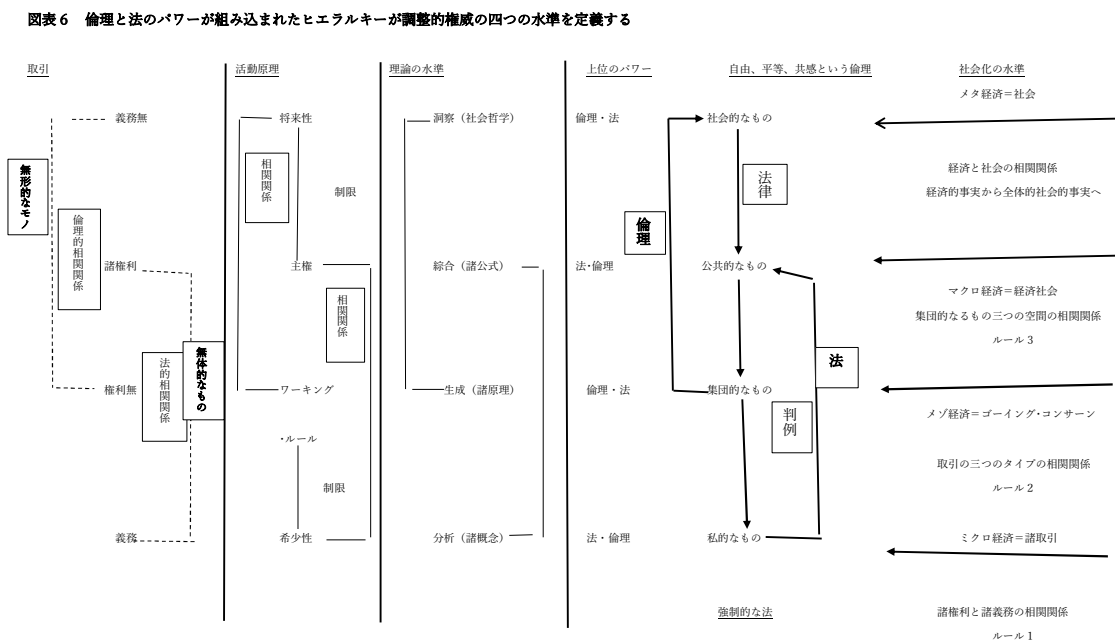 図表６　倫理と法のパワーが組み込まれたヒエラルキーが調整的権威の四つの水準を定義する
取引
活動原理
理論の水準
上位のパワー
自由、平等、共感という倫理
社会化の水準
メタ経済＝社会
義務無
将来性
洞察（社会哲学）
倫理・法
社会的なもの
無形的なモノ
相関関係
制限
法律
経済と社会の相関関係
経済的事実から全体的社会的事実へ
倫理的相関関係
倫理
諸権利
主権
綜合（諸公式）
法・倫理
公共的なもの
相関関係
マクロ経済＝経済社会
集団的なるもの三つの空間の相関関係
ルール３
無体的なもの
法的相関関係
法
権利無
ワーキング
生成（諸原理）
倫理・法
集団的なもの
判例
メゾ経済＝ゴーイング・コンサーン
・ルール
制限
取引の三つのタイプの相関関係
ルール２
義務
希少性
分析（諸概念）
法・倫理
私的なもの
ミクロ経済＝諸取引
強制的な法
諸権利と諸義務の相関関係
ルール１